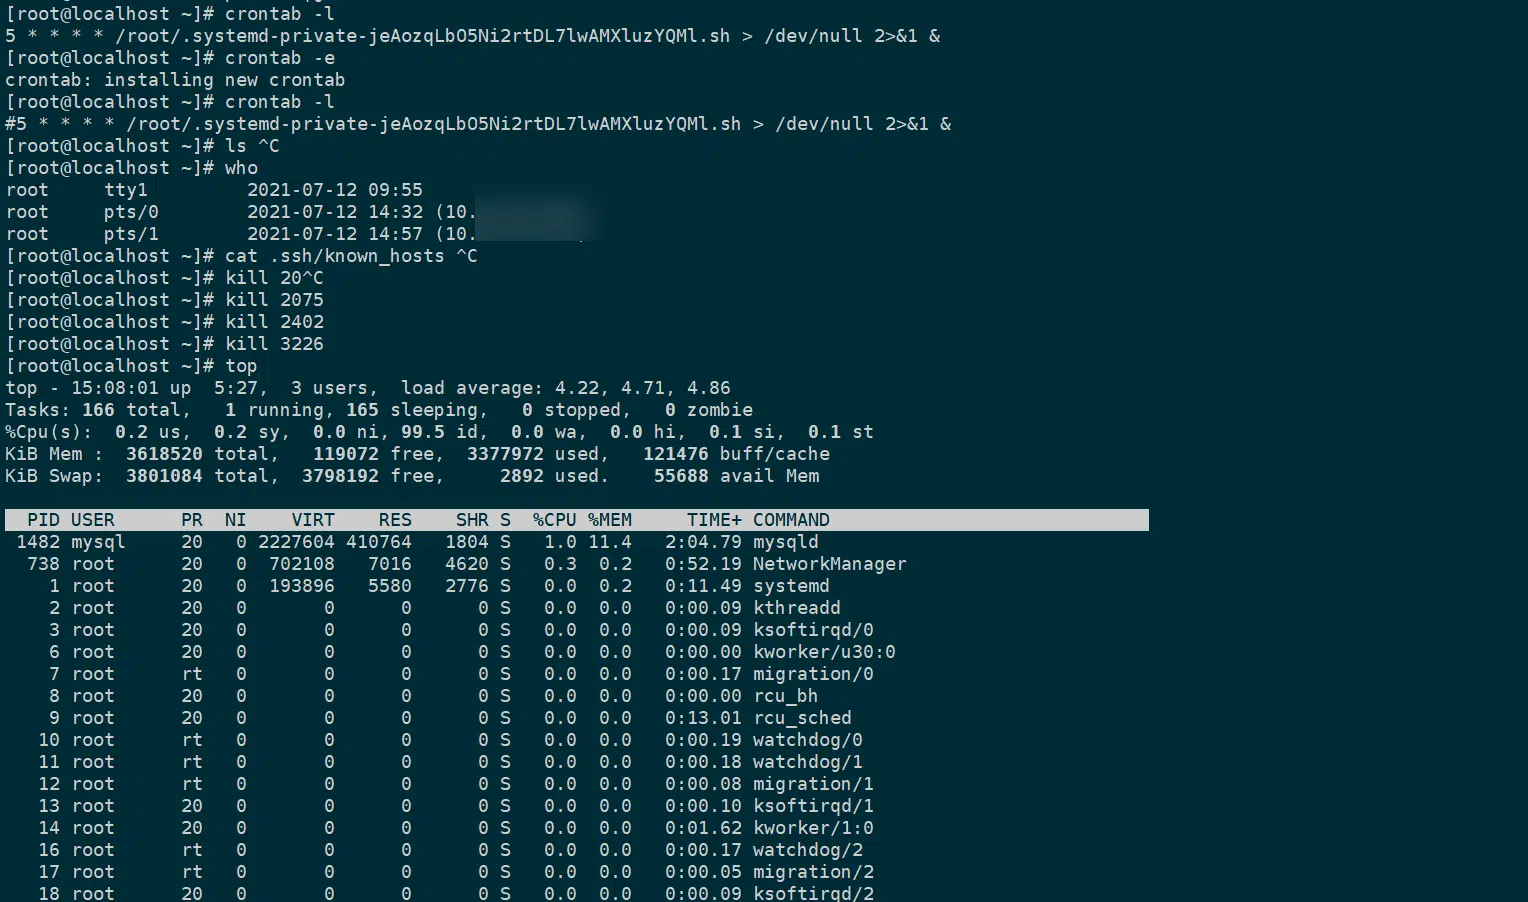 [root@localhost ~]# crontab -l
5 * * * * /root/.systemd-private-jeAozqLbO5Ni2rtDL7lwAMXluzYQMl.sh > /dev/null 2>&1 &
[root@localhost ~]# crontab -e
crontab: installing new crontab
[root@localhost ~]# crontab -l
#5 * * * * /root/.systemd-private-jeAozqLbO5Ni2rtDL7lwAMXluzYQMl.sh > /dev/null 2>&1 &
[root@localhost ~]# ls ^C
[root@localhost ~]# who
root     tty1         2021-07-12 09:55
root     pts/0        2021-07-12 14:32 (10.
root     pts/1        2021-07-12 14:57 (10.
[root@localhost ~]# cat .ssh/known_hosts ^C
[root@localhost ~]# kill 20^C
[root@localhost ~]# kill 2075
[root@localhost ~]# kill 2402
[root@localhost ~]# kill 3226
[root@localhost ~]# top
top - 15:08:01 up  5:27,  3 users,  load average: 4.22, 4.71, 4.86
Tasks: 166 total,   1 running, 165 sleeping,   0 stopped,   0 zombie
%Cpu(s):  0.2 us,  0.2 sy,  0.0 ni, 99.5 id,  0.0 wa,  0.0 hi,  0.1 si,  0.1 st
KiB Mem :  3618520 total,   119072 free,  3377972 used,   121476 buff/cache
KiB Swap:  3801084 total,  3798192 free,     2892 used.    55688 avail Mem
PID USER      PR  NI    VIRT    RES    SHR S  %CPU %MEM     TIME+ COMMAND
1482 mysql     20   0 2227604 410764   1804 S   1.0 11.4   2:04.79 mysqld
738 root      20   0  702108   7016   4620 S   0.3  0.2   0:52.19 NetworkManager
1 root      20   0  193896   5580   2776 S   0.0  0.2   0:11.49 systemd
2 root      20   0       0      0      0 S   0.0  0.0   0:00.09 kthreadd
3 root      20   0       0      0      0 S   0.0  0.0   0:00.09 ksoftirqd/0
6 root      20   0       0      0      0 S   0.0  0.0   0:00.00 kworker/u30:0
7 root      rt   0       0      0      0 S   0.0  0.0   0:00.17 migration/0
8 root      20   0       0      0      0 S   0.0  0.0   0:00.00 rcu_bh
9 root      20   0       0      0      0 S   0.0  0.0   0:13.01 rcu_sched
10 root      rt   0       0      0      0 S   0.0  0.0   0:00.19 watchdog/0
11 root      rt   0       0      0      0 S   0.0  0.0   0:00.18 watchdog/1
12 root      rt   0       0      0      0 S   0.0  0.0   0:00.08 migration/1
13 root      20   0       0      0      0 S   0.0  0.0   0:00.10 ksoftirqd/1
14 root      20   0       0      0      0 S   0.0  0.0   0:01.62 kworker/1:0
16 root      rt   0       0      0      0 S   0.0  0.0   0:00.17 watchdog/2
17 root      rt   0       0      0      0 S   0.0  0.0   0:00.05 migration/2
18 root      20   0       0      0      0 S   0.0  0.0   0:00.09 ksoftirqd/2